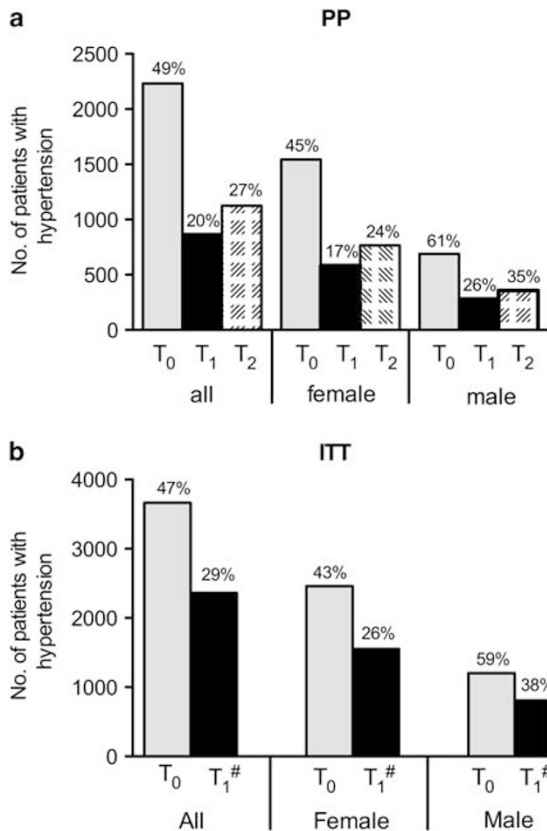 a
PP
No. of patients with
hypertension
2500
2000
1500
1000
500
0
49%
20%
27%
45%
17%
24%
61%
26%
35%
T₀ T₁ T₂ T₀ T₁ T₂ T₀ T₁ T₂
all female male
b
ITT
No. of patients with
hypertension
4000
3000
2000
1000
0
47%
29%
43%
26%
59%
38%
T₀ T₁# T₀ T₁# T₀ T₁#
All Female Male